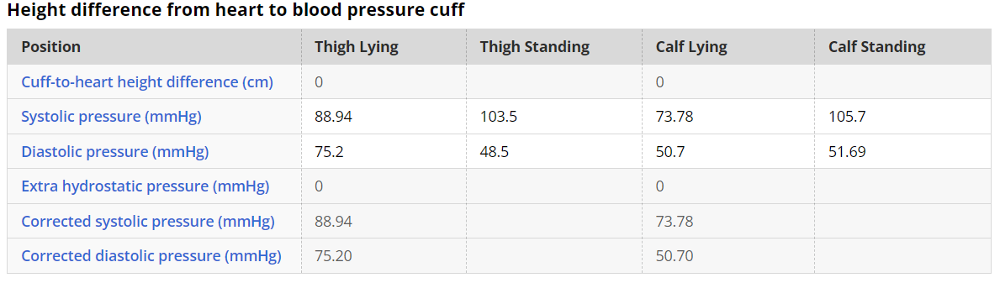 Height difference from heart to blood pressure cuff
Position Thigh Lying Thigh Standing Calf Lying Calf Standing
Cuff-to-heart height difference (cm) 0 0
Systolic pressure (mmHg) 88.94 103.5 73.78 105.7
Diastolic pressure (mmHg) 75.2 48.5 50.7 51.69
Extra hydrostatic pressure (mmHg) 0 0
Corrected systolic pressure (mmHg) 88.94 73.78
Corrected diastolic pressure (mmHg) 75.20 50.70